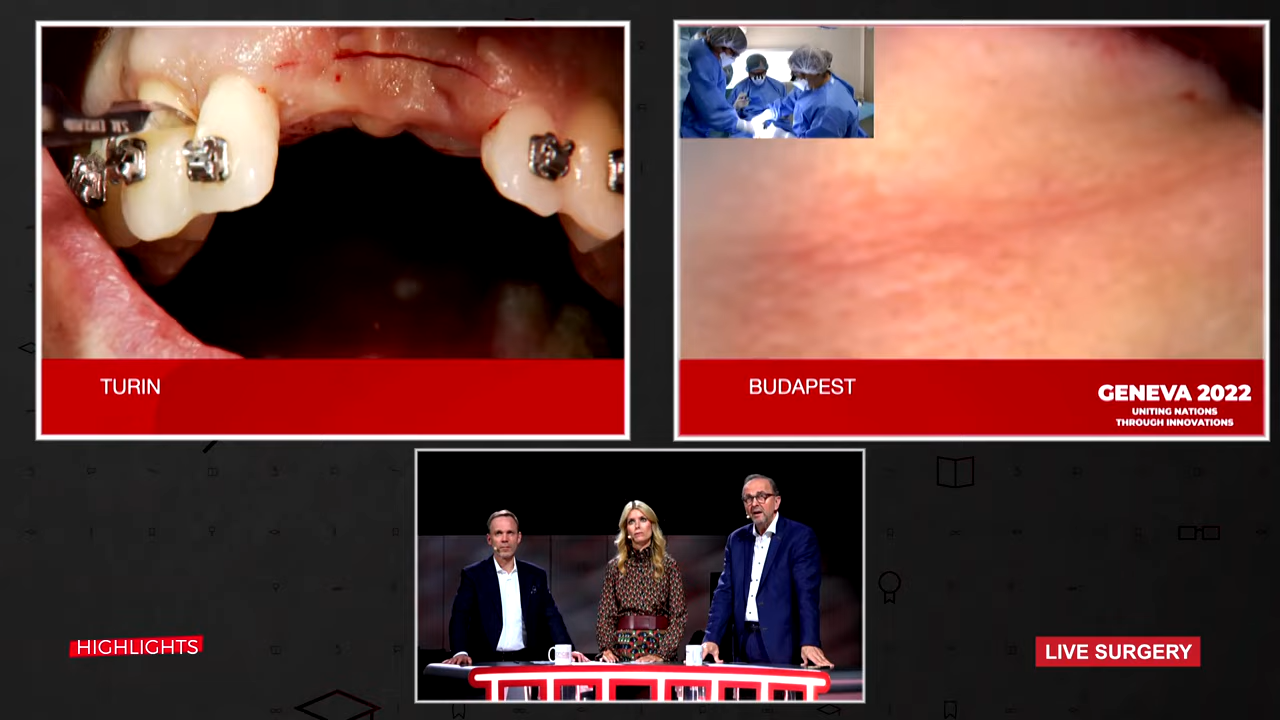 TURIN
BUDAPEST
GENEVA 2022
UNITING NATIONS
THROUGH INNOVATIONS
HIGHLIGHTS
LIVE SURGERY